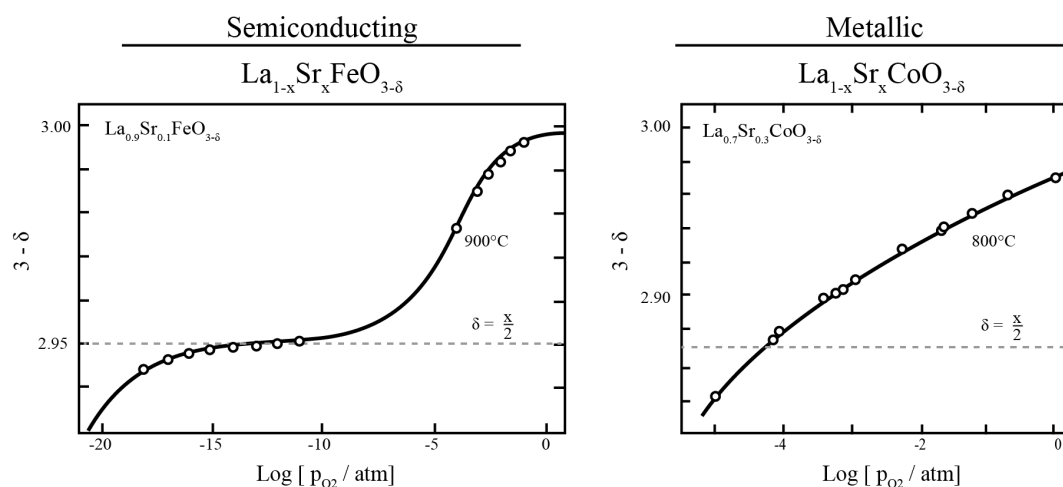 Semiconducting
La₁₋ₓSrₓFeO₃₋δ
La₀.₉Sr₀.₁FeO₃₋δ
3.00
2.95
3 - δ
900°C
δ = x/2
-20 -15 -10 -5 0
Log [ p_O2 / atm ]
Metallic
La₁₋ₓSrₓCoO₃₋δ
La₀.₇Sr₀.₃CoO₃₋δ
3.00
2.90
3 - δ
800°C
δ = x/2
-4 -2 0
Log [ p_O2 / atm ]